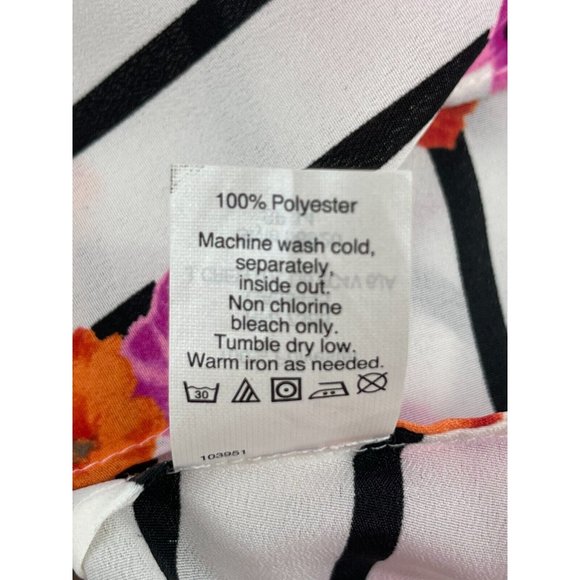 100% Polyester
Machine wash cold,
separately,
inside out.
Non chlorine
bleach only.
Tumble dry low.
Warm iron as needed.
30
103951